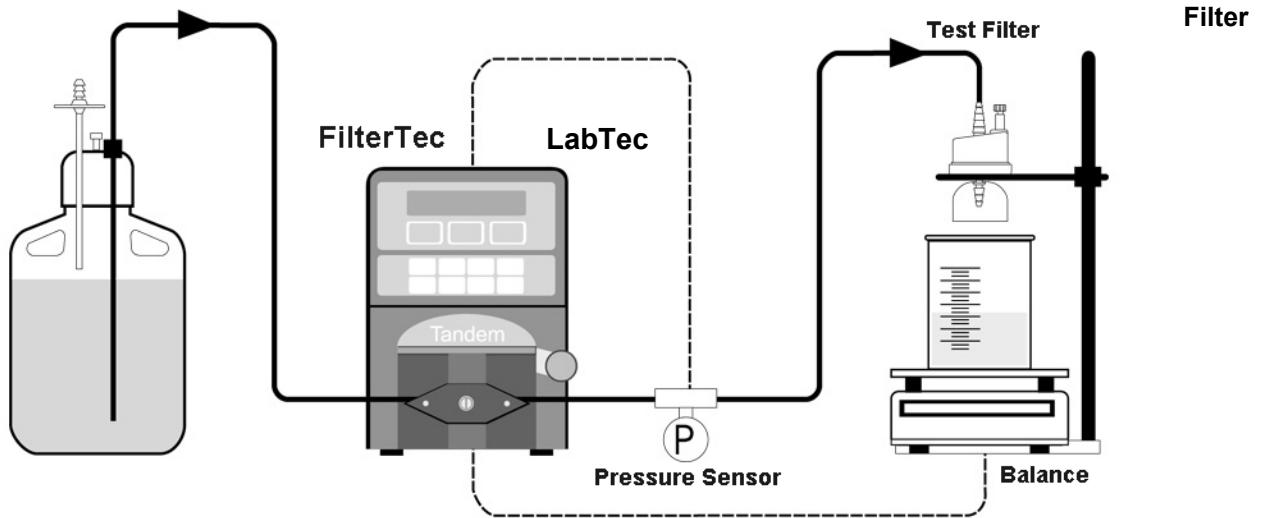 Filter
Test Filter
FilterTec
LabTec
Tandem
P
Pressure Sensor
Balance